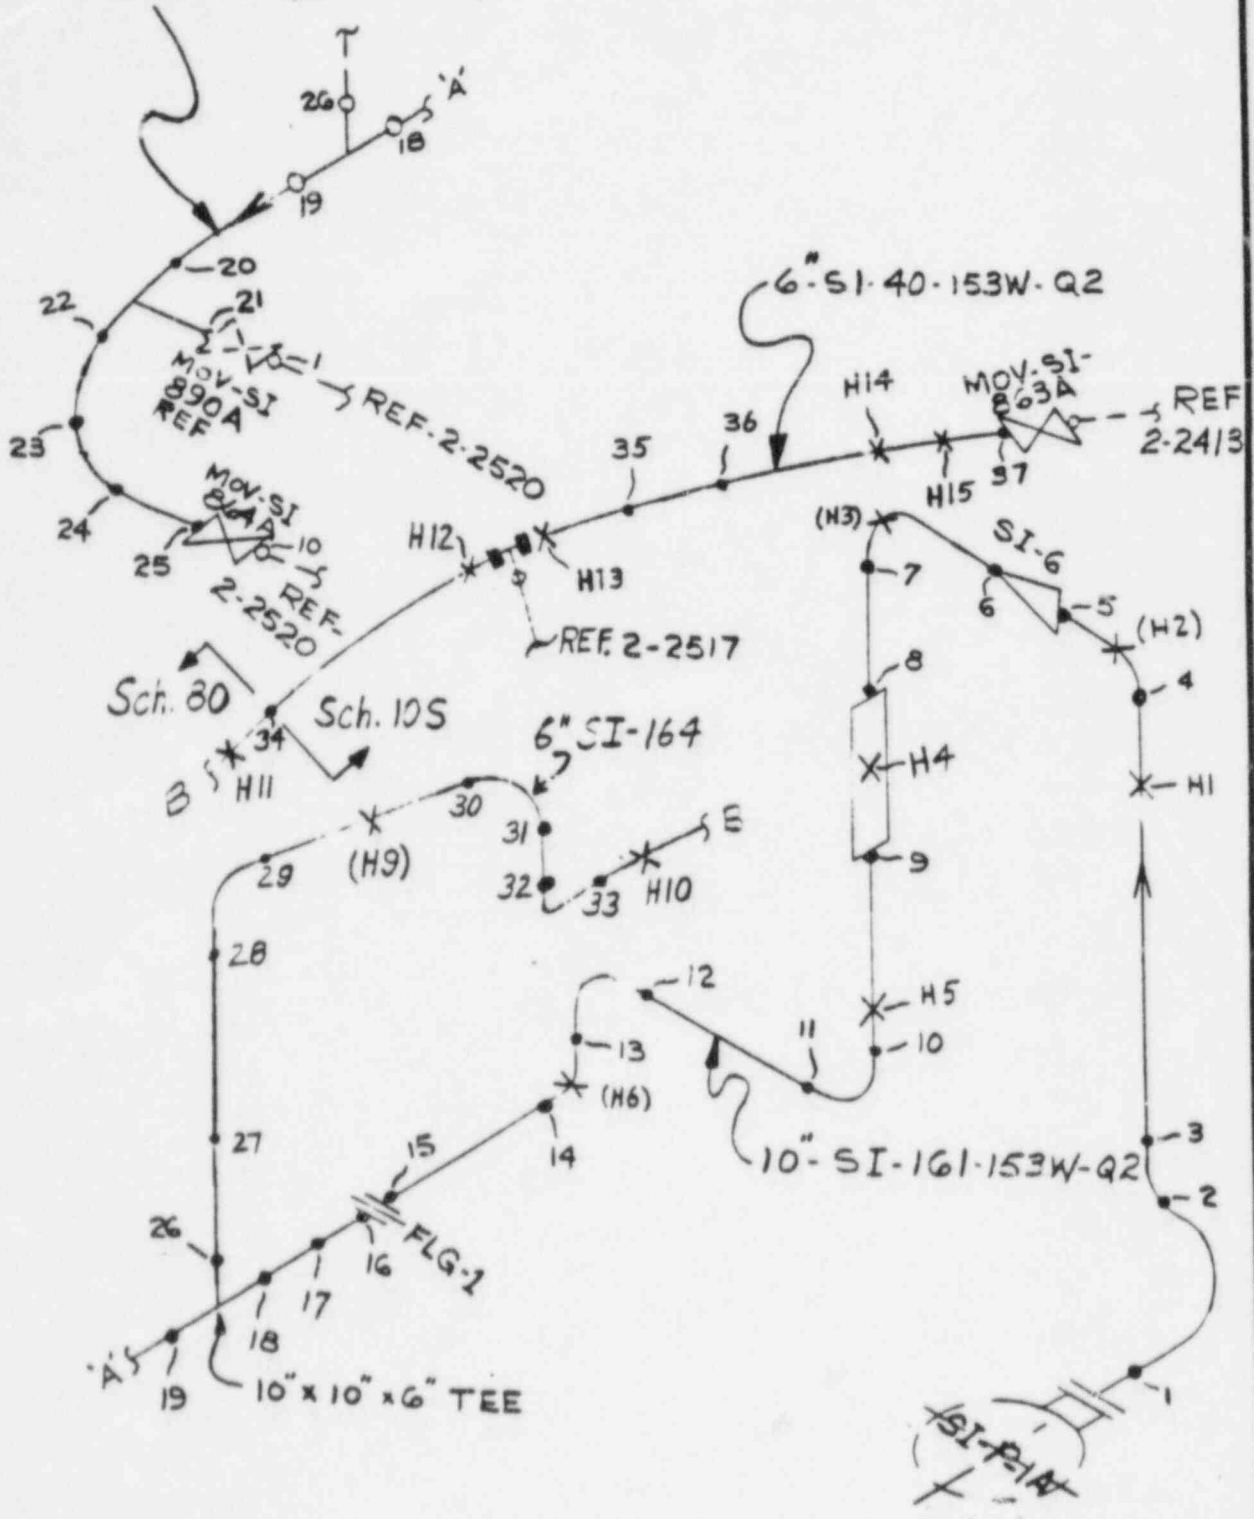 T
26
'A'
18
19
20
22
21
2
1
MOV-SI
890A
REF
REF-2-2520
6"-SI-40-153W-Q2
23
24
25
MOV-SI
864A
10
REF-
2-2520
H12
H13
35
36
H14
H15
MOV-SI-
863A
37
REF
2-2413
REF. 2-2517
(H3)
7
SI-6
6
5
(H2)
4
8
H4
H1
9
Sch. 80
Sch. 10S
34
B
H11
6" SI-164
30
31
29
(H9)
32
33
H10
B
28
12
H5
11
10
13
(H6)
14
27
15
10"-SI-161-153W-Q2
3
2
26
16
FLG-1
17
18
'A'
19
10" x 10" x 6" TEE
1
SI-P-1A